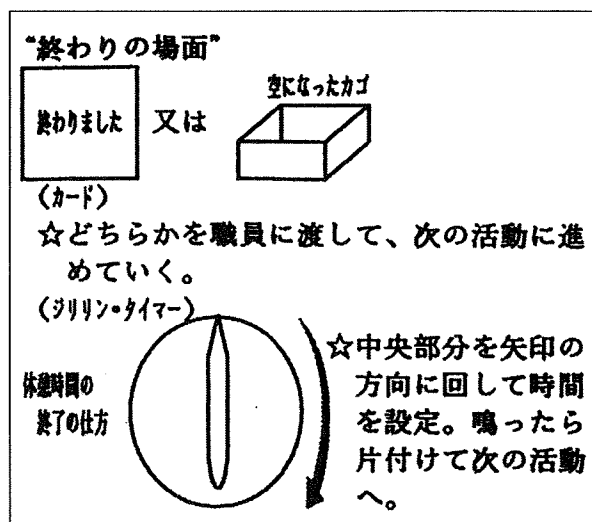 “終わりの場面”
空になったカゴ
終わりました 又は
(カード)
☆どちらかを職員に渡して、次の活動に進
めていく。
(ジリリン・タイマー)
☆中央部分を矢印の
方向に回して時間
を設定。鳴ったら
片付けて次の活動
へ。
休憩時間の
終了の仕方